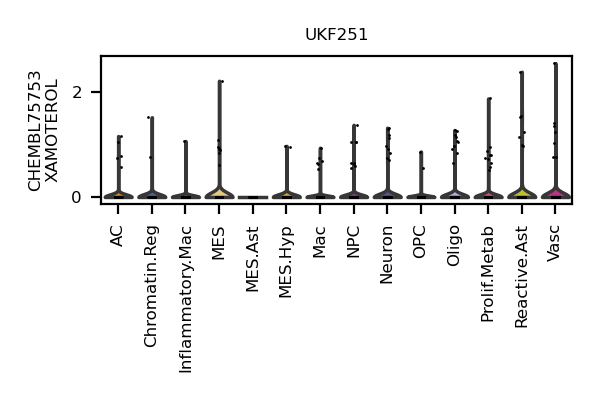 UKF251
CHEMBL75753
XAMOTEROL
2
0
AC
Chromatin.Reg
Inflammatory.Mac
MES
MES.Ast
MES.Hyp
Mac
NPC
Neuron
OPC
Oligo
Prolif.Metab
Reactive.Ast
Vasc